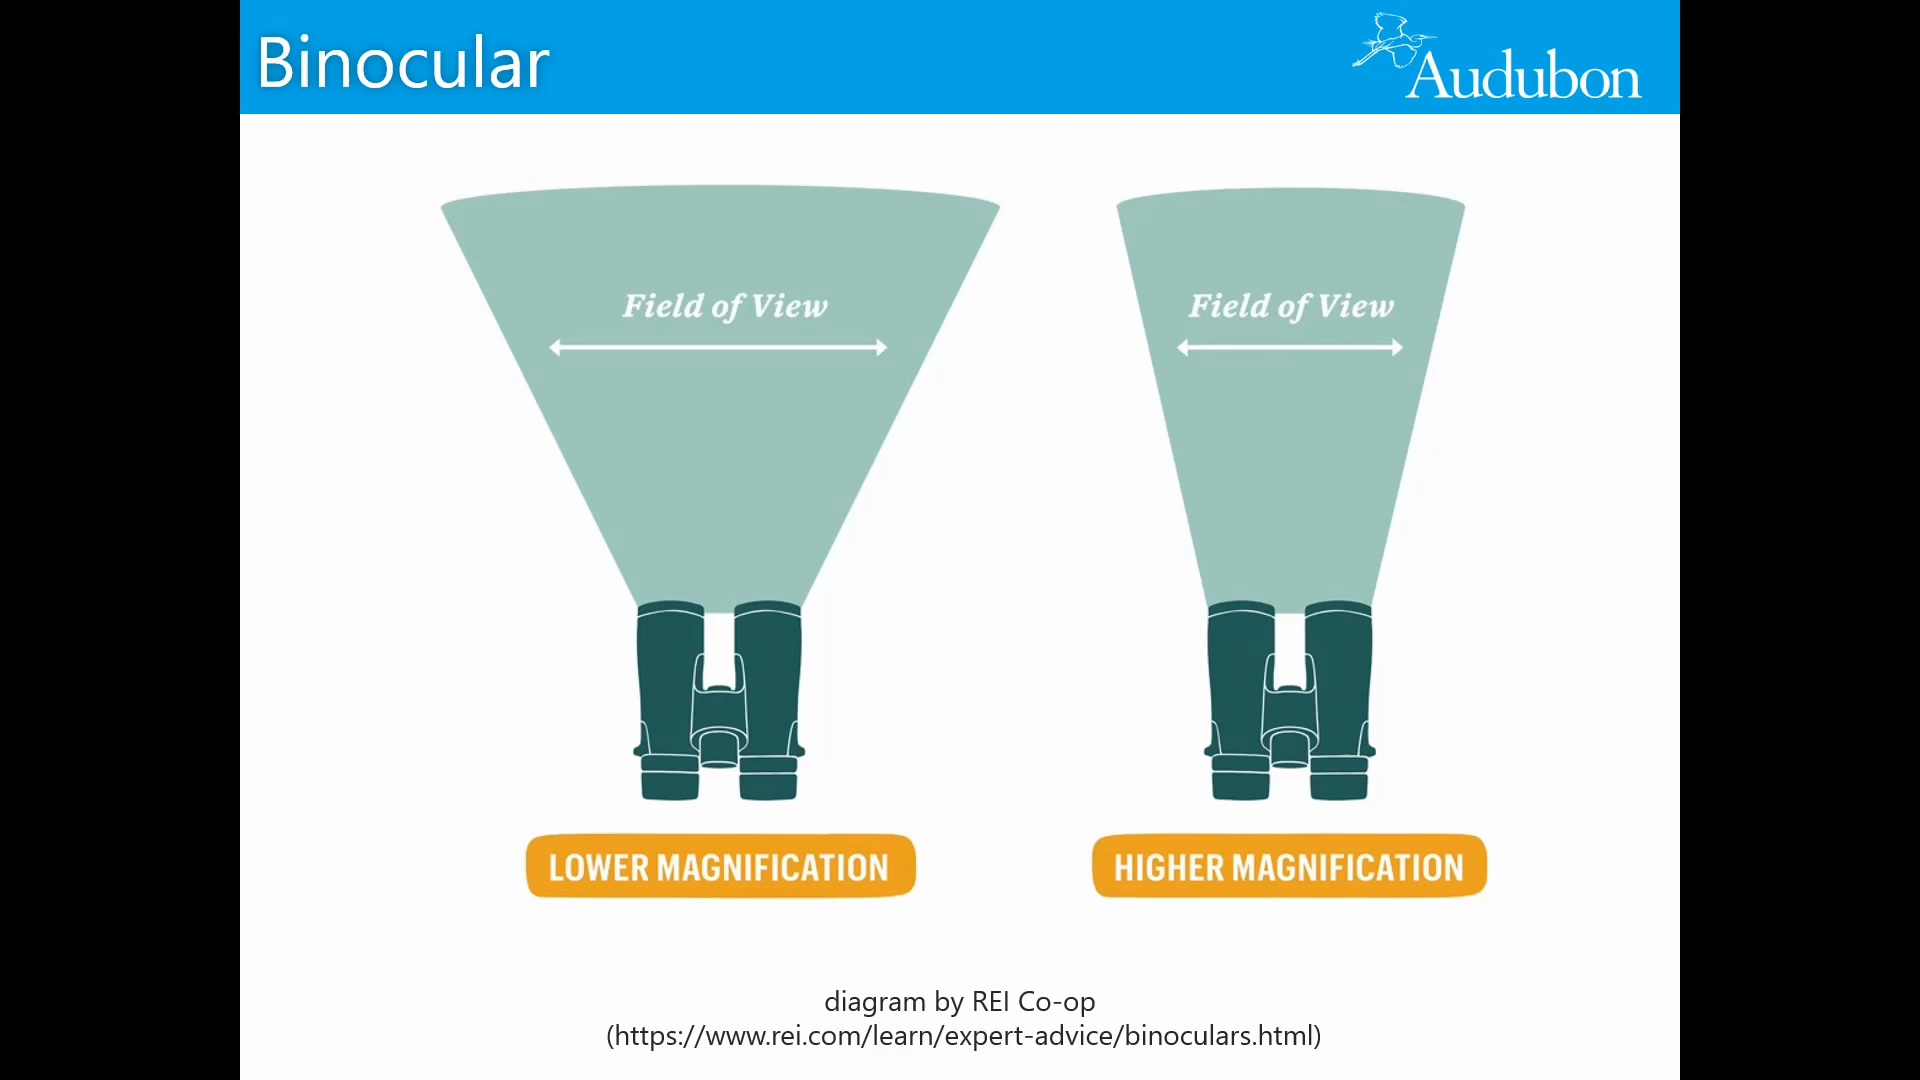 Binocular
Audubon
Field of View
Field of View
LOWER MAGNIFICATION
HIGHER MAGNIFICATION
diagram by REI Co-op
(https://www.rei.com/learn/expert-advice/binoculars.html)